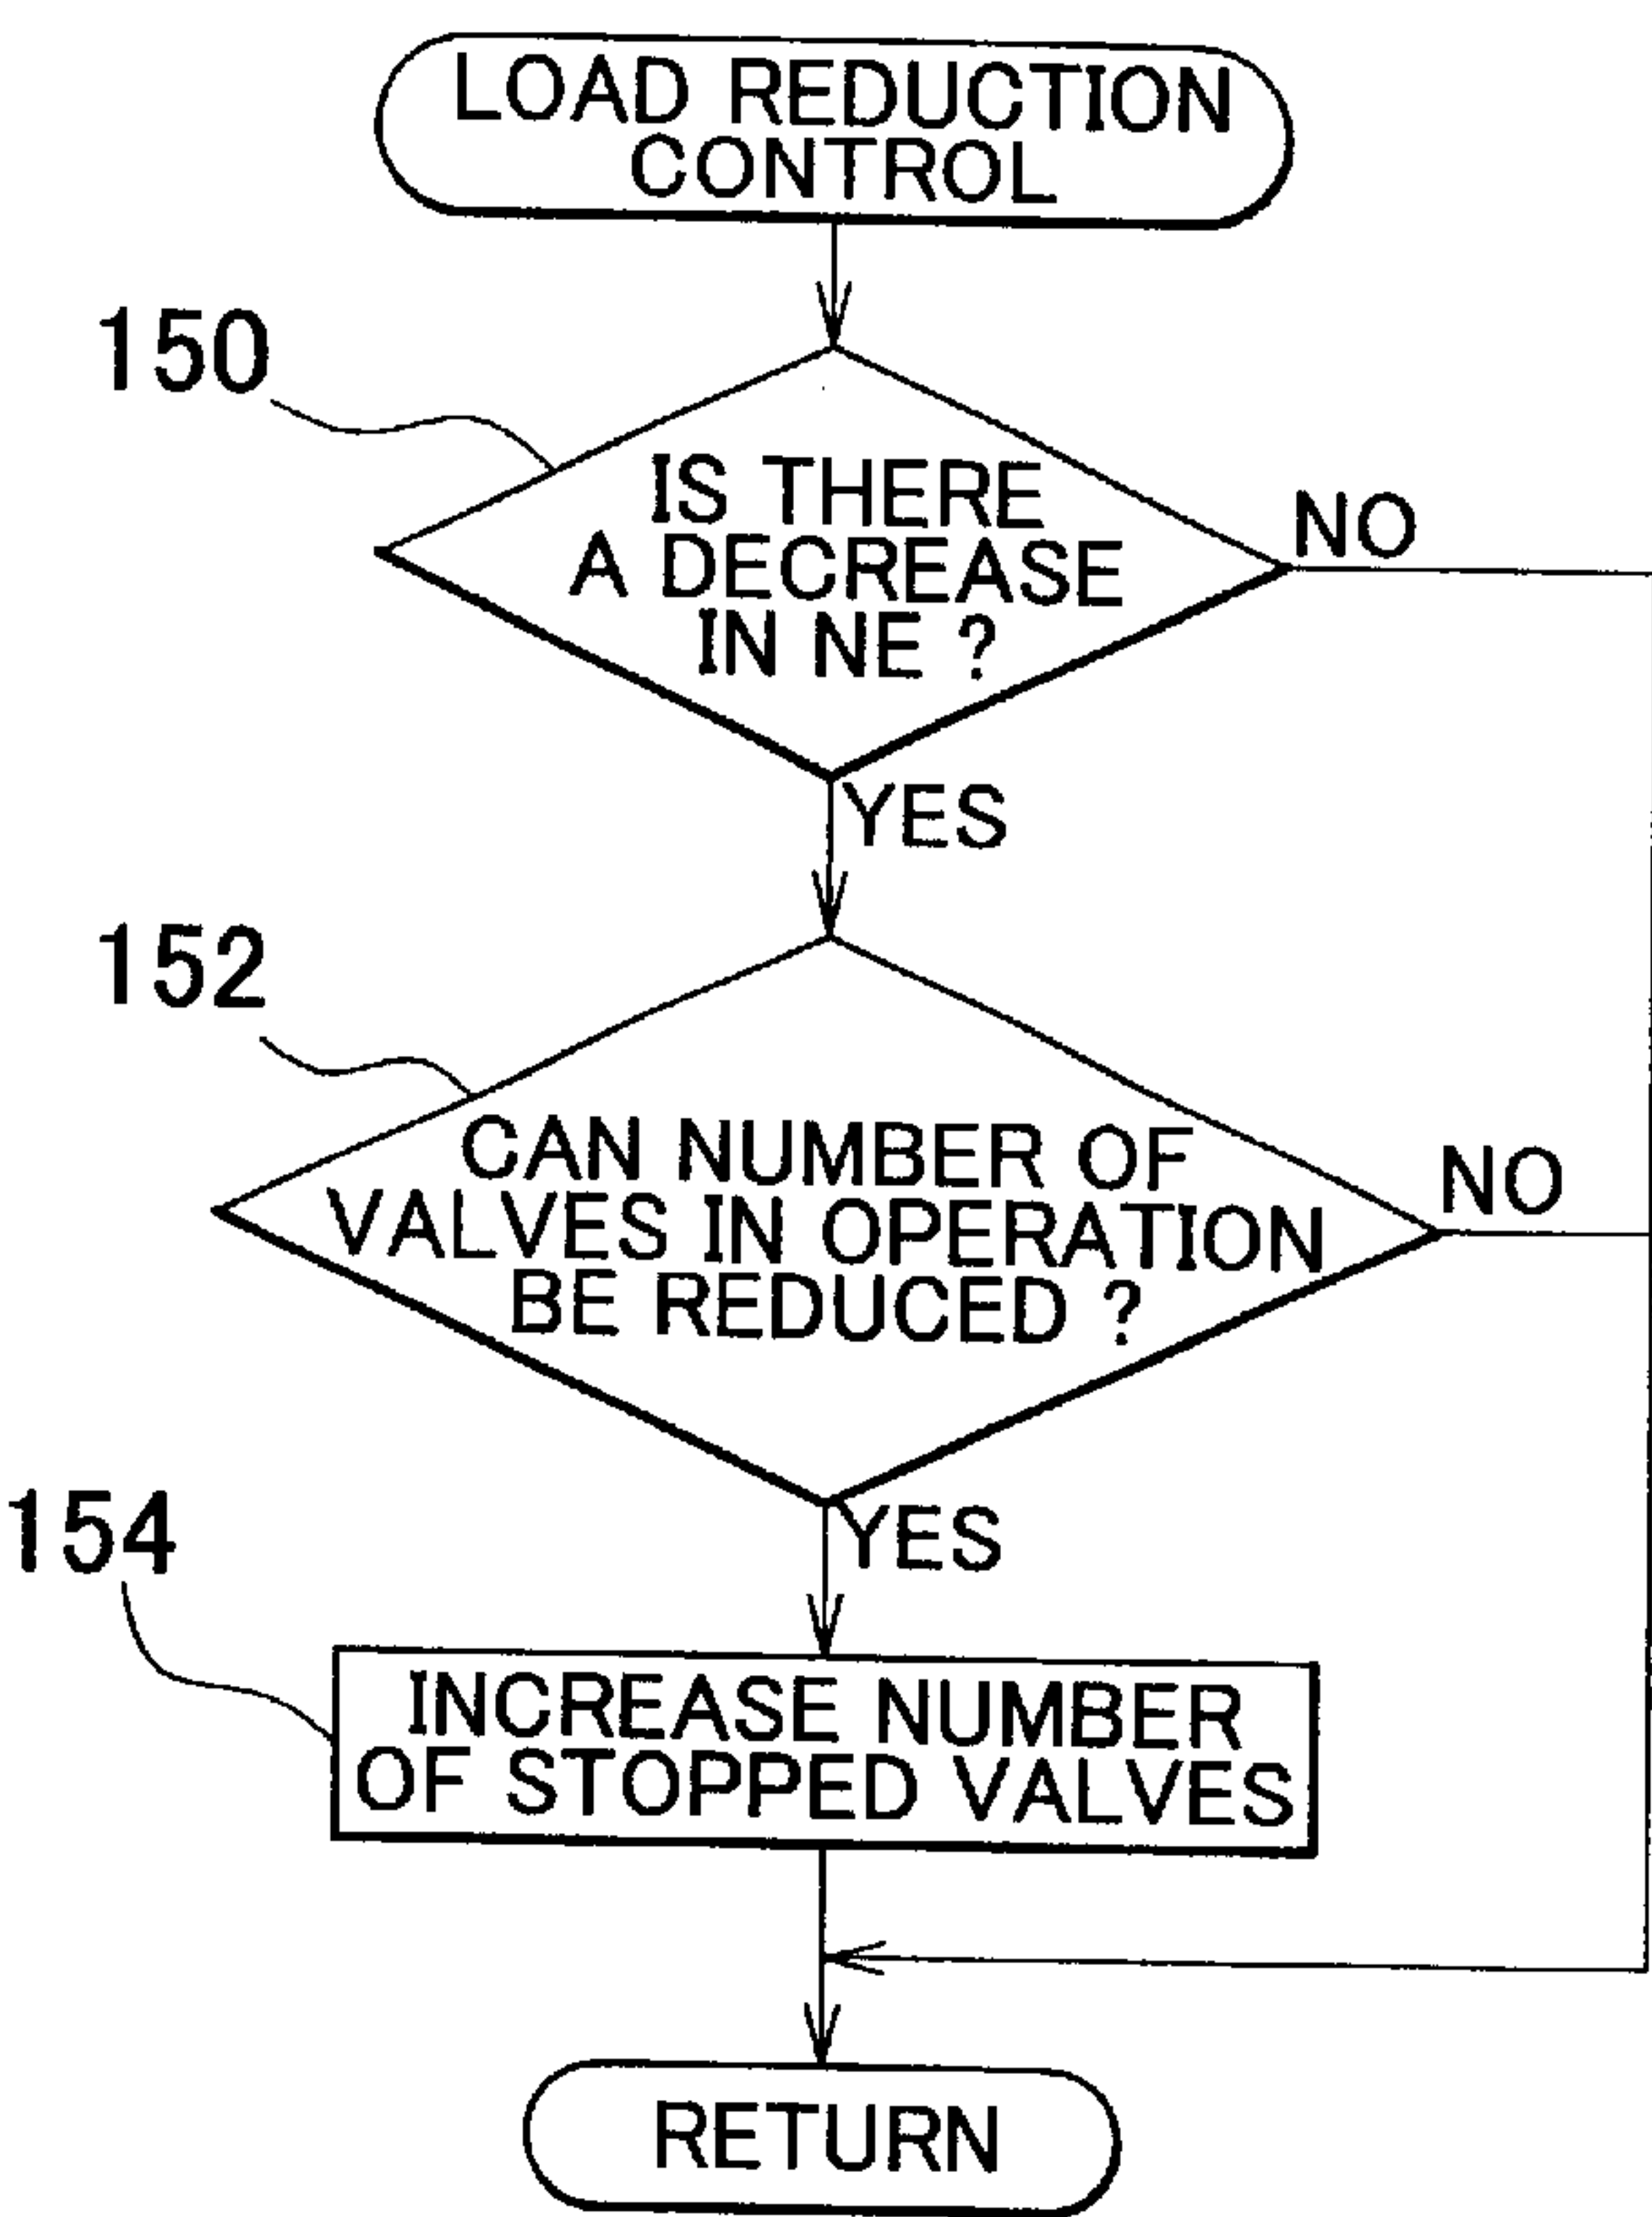 LOAD REDUCTION
CONTROL
150
IS THERE
A DECREASE
IN NE ?
NO
YES
152
CAN NUMBER OF
VALVES IN OPERATION
BE REDUCED ?
NO
YES
154
INCREASE NUMBER
OF STOPPED VALVES
RETURN